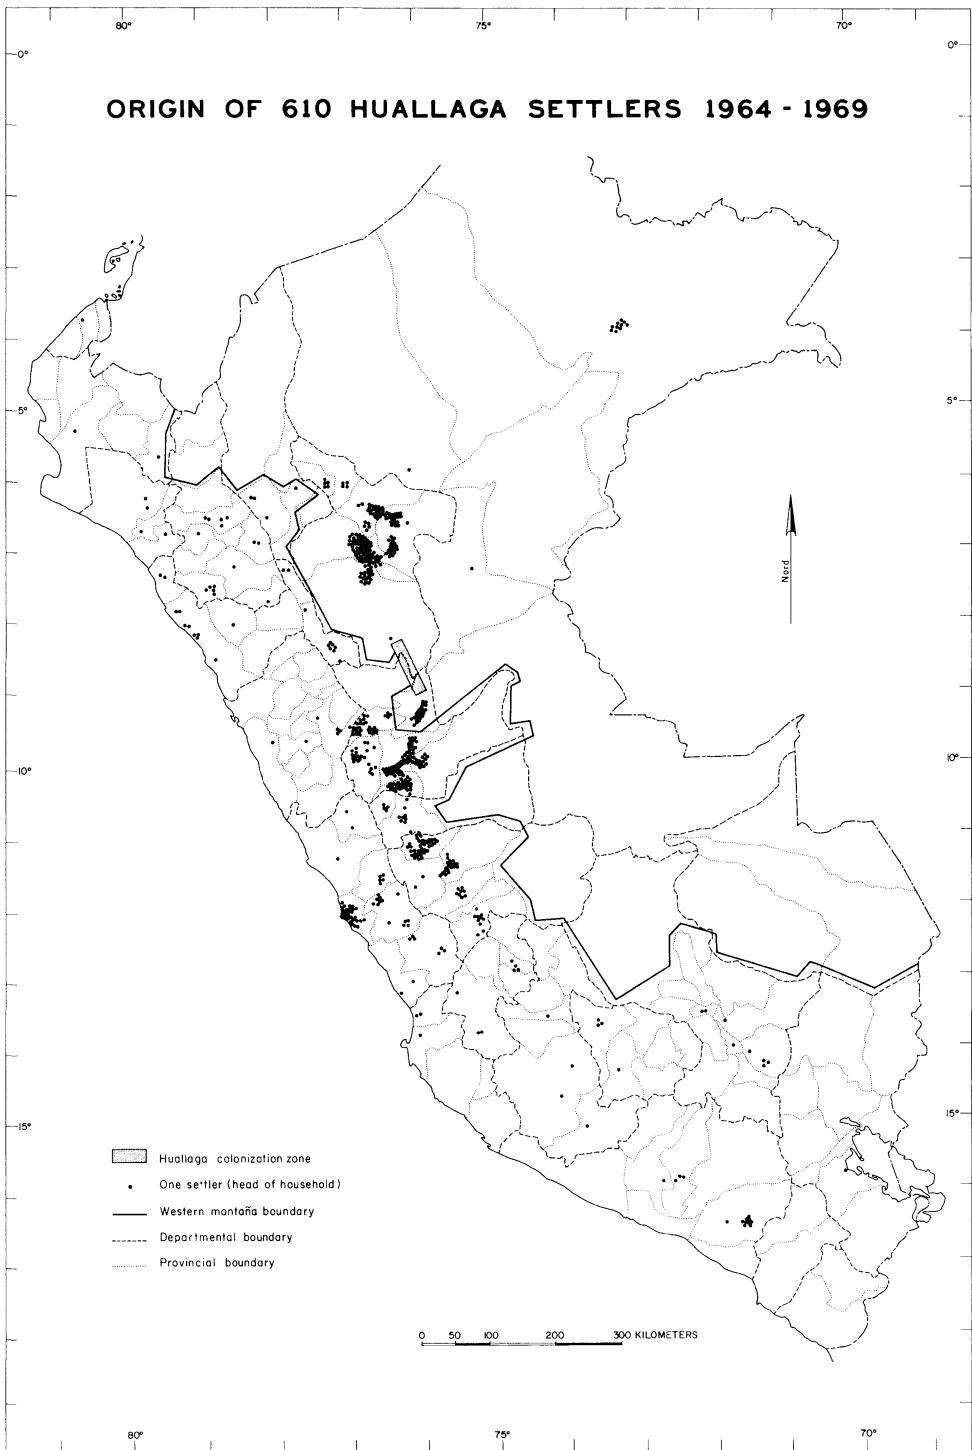 80° 75° 70°
0° 0°
ORIGIN OF 610 HUALLAGA SETTLERS 1964 - 1969
5° 5°
Nord
10° 10°
15° 15°
Huallaga colonization zone
One settler (head of household)
Western montaña boundary
Departmental boundary
Provincial boundary
0 50 100 200 300 KILOMETERS
80° 75° 70°